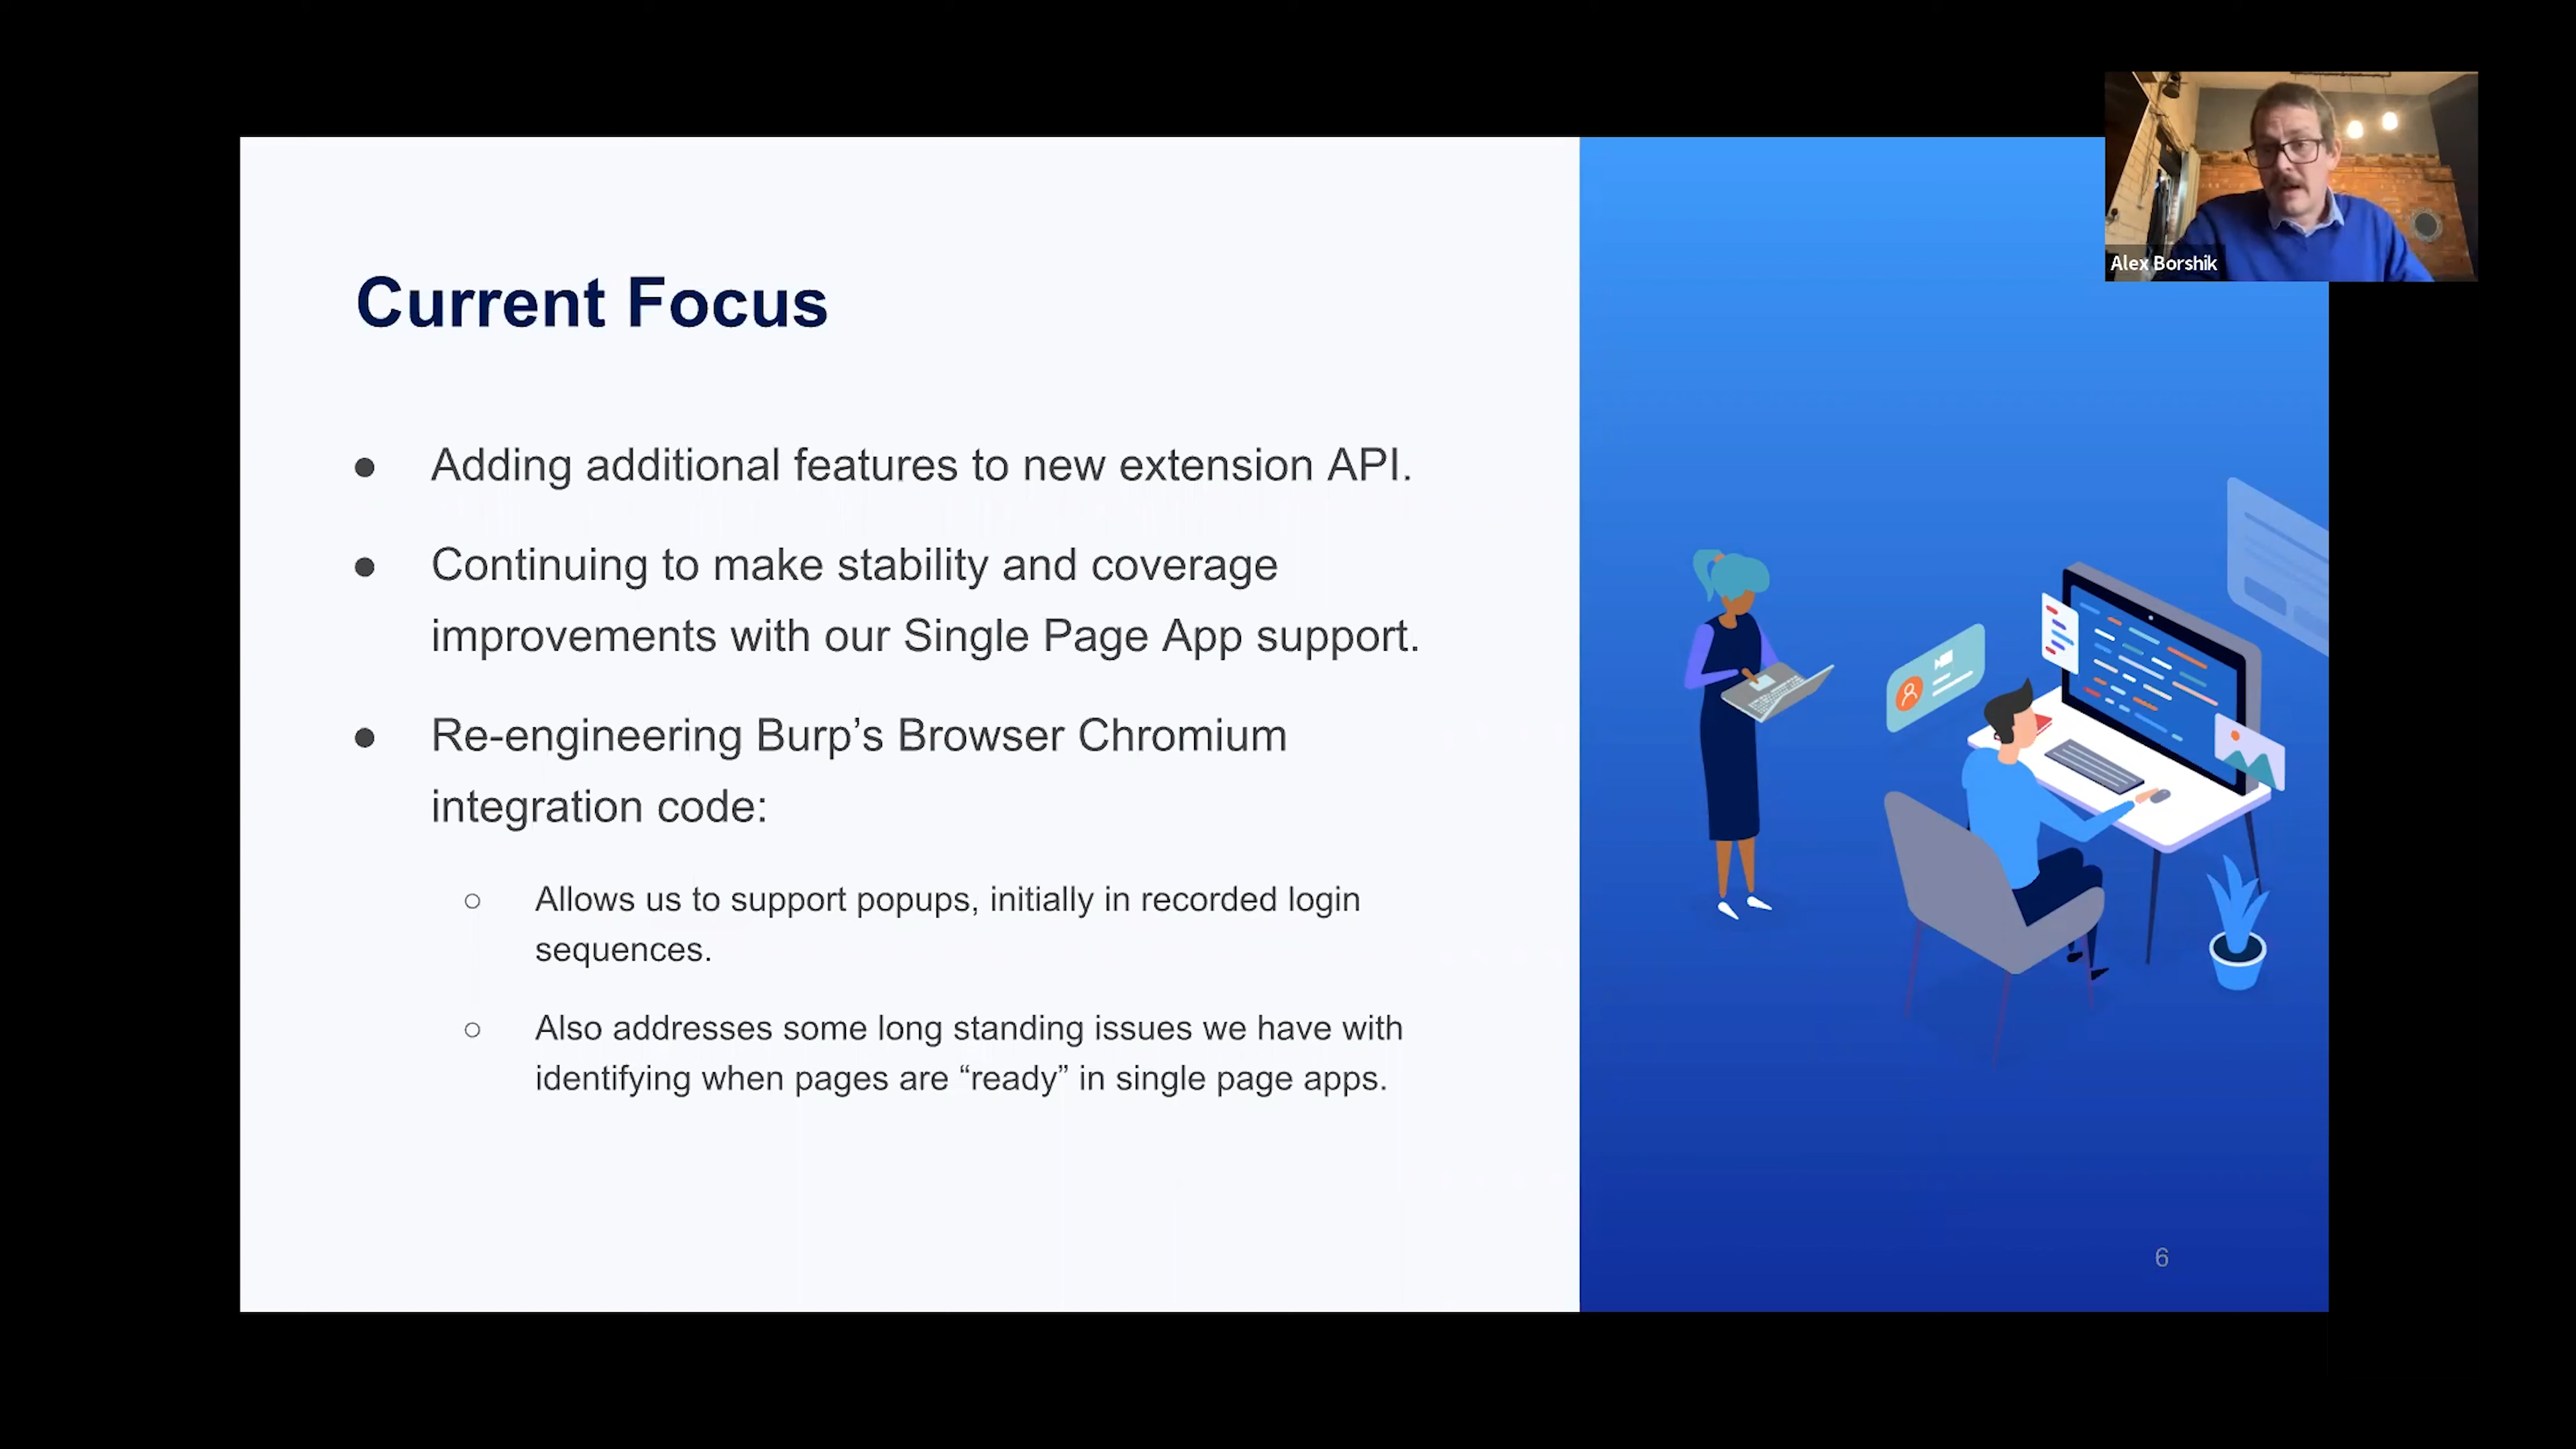 Alex Borshik
Current Focus
● Adding additional features to new extension API.
● Continuing to make stability and coverage
improvements with our Single Page App support.
● Re-engineering Burp’s Browser Chromium
integration code:
○ Allows us to support popups, initially in recorded login
sequences.
○ Also addresses some long standing issues we have with
identifying when pages are “ready” in single page apps.
6